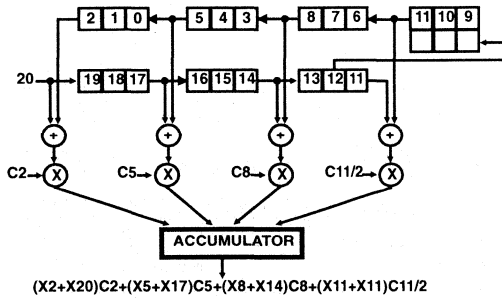 2 1 0 5 4 3 8 7 6 11 10 9
20 19 18 17 16 15 14 13 12 11
+ + + +
C2 X C5 X C8 X C11/2 X
ACCUMULATOR
(X2+X20)C2+(X5+X17)C5+(X8+X14)C8+(X11+X11)C11/2